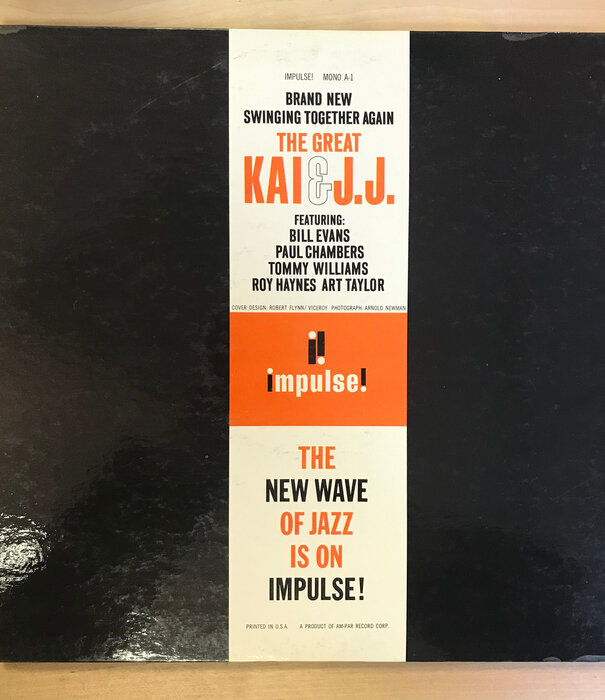 IMPULSE! MONO A-1
BRAND NEW
SWINGING TOGETHER AGAIN
THE GREAT
KAI & J.J.
FEATURING:
BILL EVANS
PAUL CHAMBERS
TOMMY WILLIAMS
ROY HAYNES ART TAYLOR
COVER DESIGN: ROBERT FLYNN/VICEROY PHOTOGRAPH: ARNOLD NEWMAN
i!
impulse!
THE
NEW WAVE
OF JAZZ
IS ON
IMPULSE!
PRINTED IN U.S.A. A PRODUCT OF AM-PAR RECORD CORP.